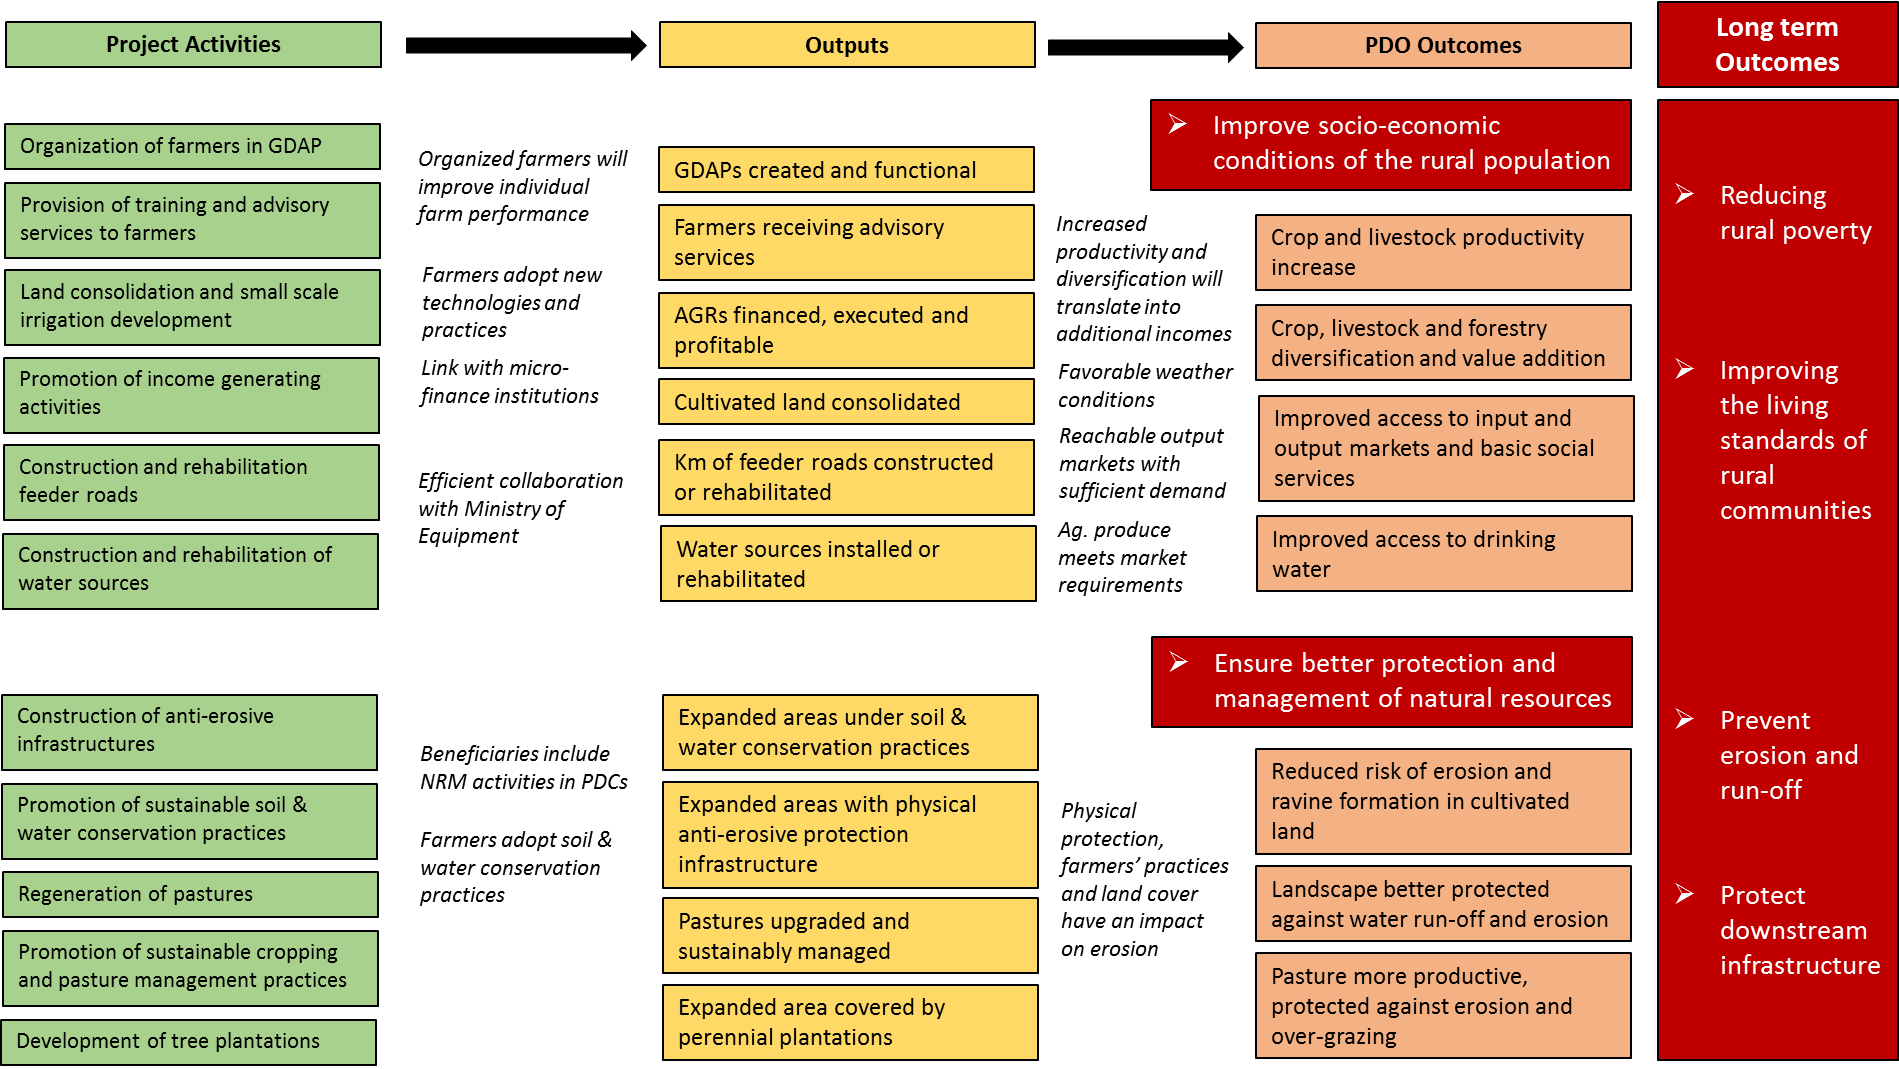 Project Activities
Outputs
PDO Outcomes
Long term
Outcomes
Organization of farmers in GDAP
Provision of training and advisory
services to farmers
Land consolidation and small scale
irrigation development
Promotion of income generating
activities
Construction and rehabilitation
feeder roads
Construction and rehabilitation of
water sources
Organized farmers will
improve individual
farm performance
Farmers adopt new
technologies and
practices
Link with micro-
finance institutions
Efficient collaboration
with Ministry of
Equipment
GDAPs created and functional
Farmers receiving advisory
services
AGRs financed, executed and
profitable
Cultivated land consolidated
Km of feeder roads constructed
or rehabilitated
Water sources installed or
rehabilitated
Increased
productivity and
diversification will
translate into
additional incomes
Favorable weather
conditions
Reachable output
markets with
sufficient demand
Ag. produce
meets market
requirements
➢ Improve socio-economic
conditions of the rural population
Crop and livestock productivity
increase
Crop, livestock and forestry
diversification and value addition
Improved access to input and
output markets and basic social
services
Improved access to drinking
water
Construction of anti-erosive
infrastructures
Promotion of sustainable soil &
water conservation practices
Regeneration of pastures
Promotion of sustainable cropping
and pasture management practices
Development of tree plantations
Beneficiaries include
NRM activities in PDCs
Farmers adopt soil &
water conservation
practices
Expanded areas under soil &
water conservation practices
Expanded areas with physical
anti-erosive protection
infrastructure
Pastures upgraded and
sustainably managed
Expanded area covered by
perennial plantations
Physical
protection,
farmers’ practices
and land cover
have an impact
on erosion
➢ Ensure better protection and
management of natural resources
Reduced risk of erosion and
ravine formation in cultivated
land
Landscape better protected
against water run-off and erosion
Pasture more productive,
protected against erosion and
over-grazing
➢ Reducing
rural poverty
➢ Improving
the living
standards of
rural
communities
➢ Prevent
erosion and
run-off
➢ Protect
downstream
infrastructure